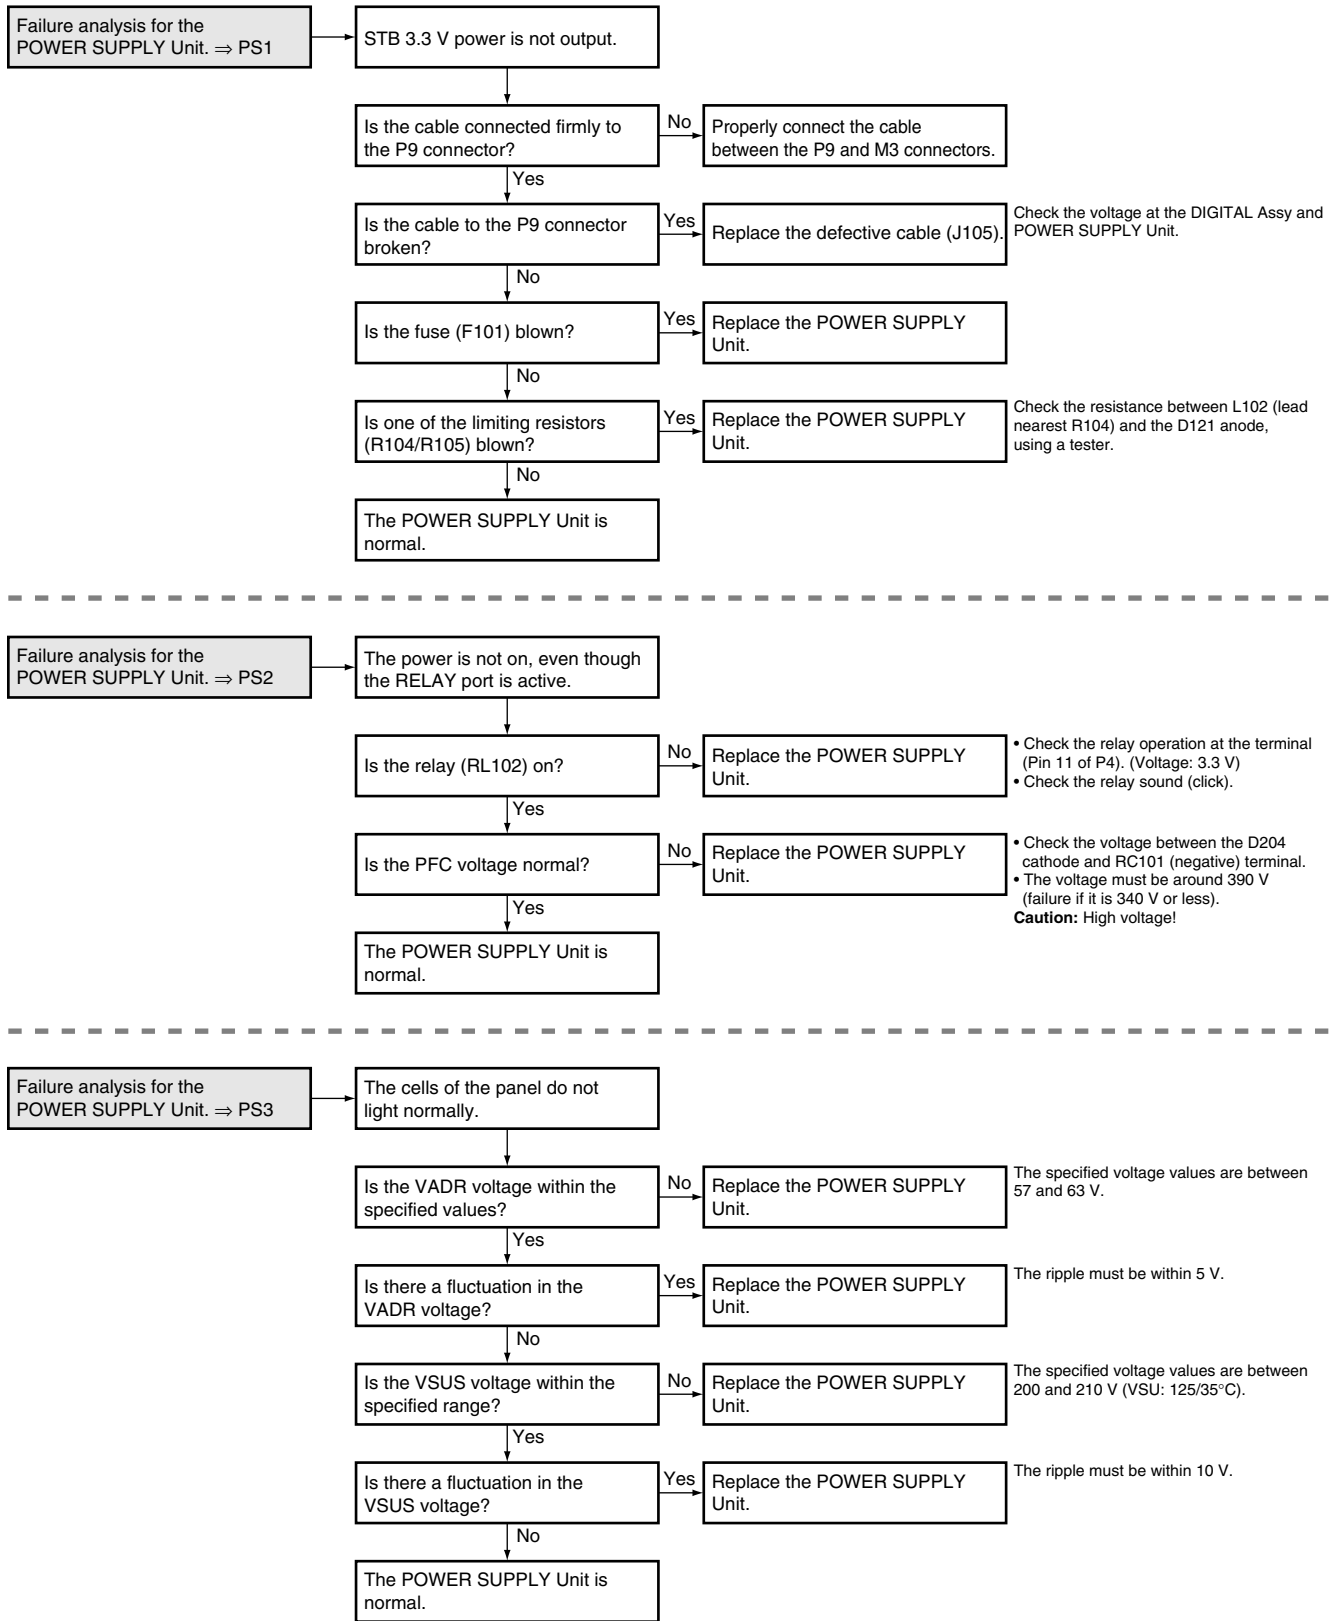 Failure analysis for the
POWER SUPPLY Unit. ⇒ PS1
STB 3.3 V power is not output.
Is the cable connected firmly to
the P9 connector?
No
Properly connect the cable
between the P9 and M3 connectors.
Yes
Is the cable to the P9 connector
broken?
Yes
Replace the defective cable (J105).
Check the voltage at the DIGITAL Assy and
POWER SUPPLY Unit.
No
Is the fuse (F101) blown?
Yes
Replace the POWER SUPPLY
Unit.
No
Is one of the limiting resistors
(R104/R105) blown?
Yes
Replace the POWER SUPPLY
Unit.
Check the resistance between L102 (lead
nearest R104) and the D121 anode,
using a tester.
No
The POWER SUPPLY Unit is
normal.
Failure analysis for the
POWER SUPPLY Unit. ⇒ PS2
The power is not on, even though
the RELAY port is active.
Is the relay (RL102) on?
No
Replace the POWER SUPPLY
Unit.
• Check the relay operation at the terminal
(Pin 11 of P4). (Voltage: 3.3 V)
• Check the relay sound (click).
Yes
Is the PFC voltage normal?
No
Replace the POWER SUPPLY
Unit.
• Check the voltage between the D204
cathode and RC101 (negative) terminal.
• The voltage must be around 390 V
(failure if it is 340 V or less).
Caution: High voltage!
Yes
The POWER SUPPLY Unit is
normal.
Failure analysis for the
POWER SUPPLY Unit. ⇒ PS3
The cells of the panel do not
light normally.
Is the VADR voltage within the
specified values?
No
Replace the POWER SUPPLY
Unit.
The specified voltage values are between
57 and 63 V.
Yes
Is there a fluctuation in the
VADR voltage?
Yes
Replace the POWER SUPPLY
Unit.
The ripple must be within 5 V.
No
Is the VSUS voltage within the
specified range?
No
Replace the POWER SUPPLY
Unit.
The specified voltage values are between
200 and 210 V (VSU: 125/35°C).
Yes
Is there a fluctuation in the
VSUS voltage?
Yes
Replace the POWER SUPPLY
Unit.
The ripple must be within 10 V.
No
The POWER SUPPLY Unit is
normal.